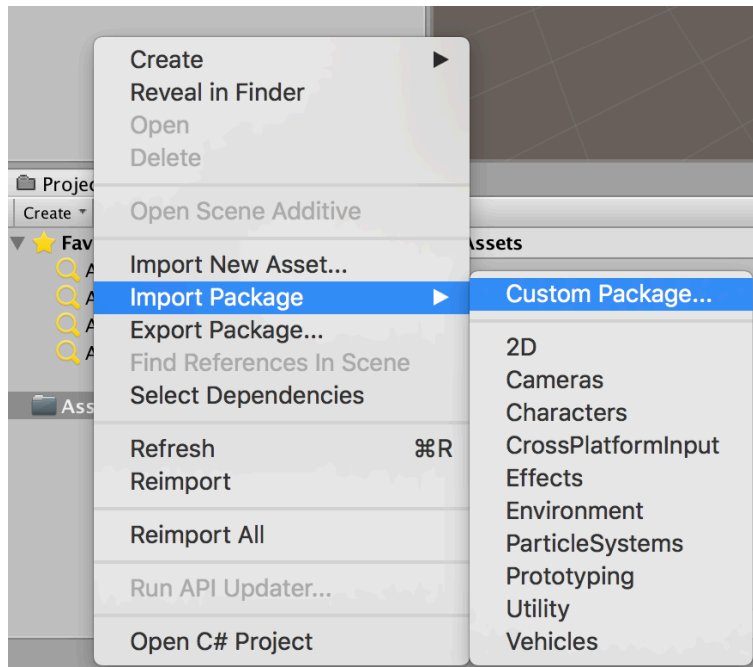 Create
Reveal in Finder
Open
Delete
Open Scene Additive
Import New Asset...
Import Package
Export Package...
Find References In Scene
Select Dependencies
Refresh ⌘R
Reimport
Reimport All
Run API Updater...
Open C# Project
Projec
Create
Fav
A
A
A
A
Ass
Assets
Custom Package...
2D
Cameras
Characters
CrossPlatformInput
Effects
Environment
ParticleSystems
Prototyping
Utility
Vehicles